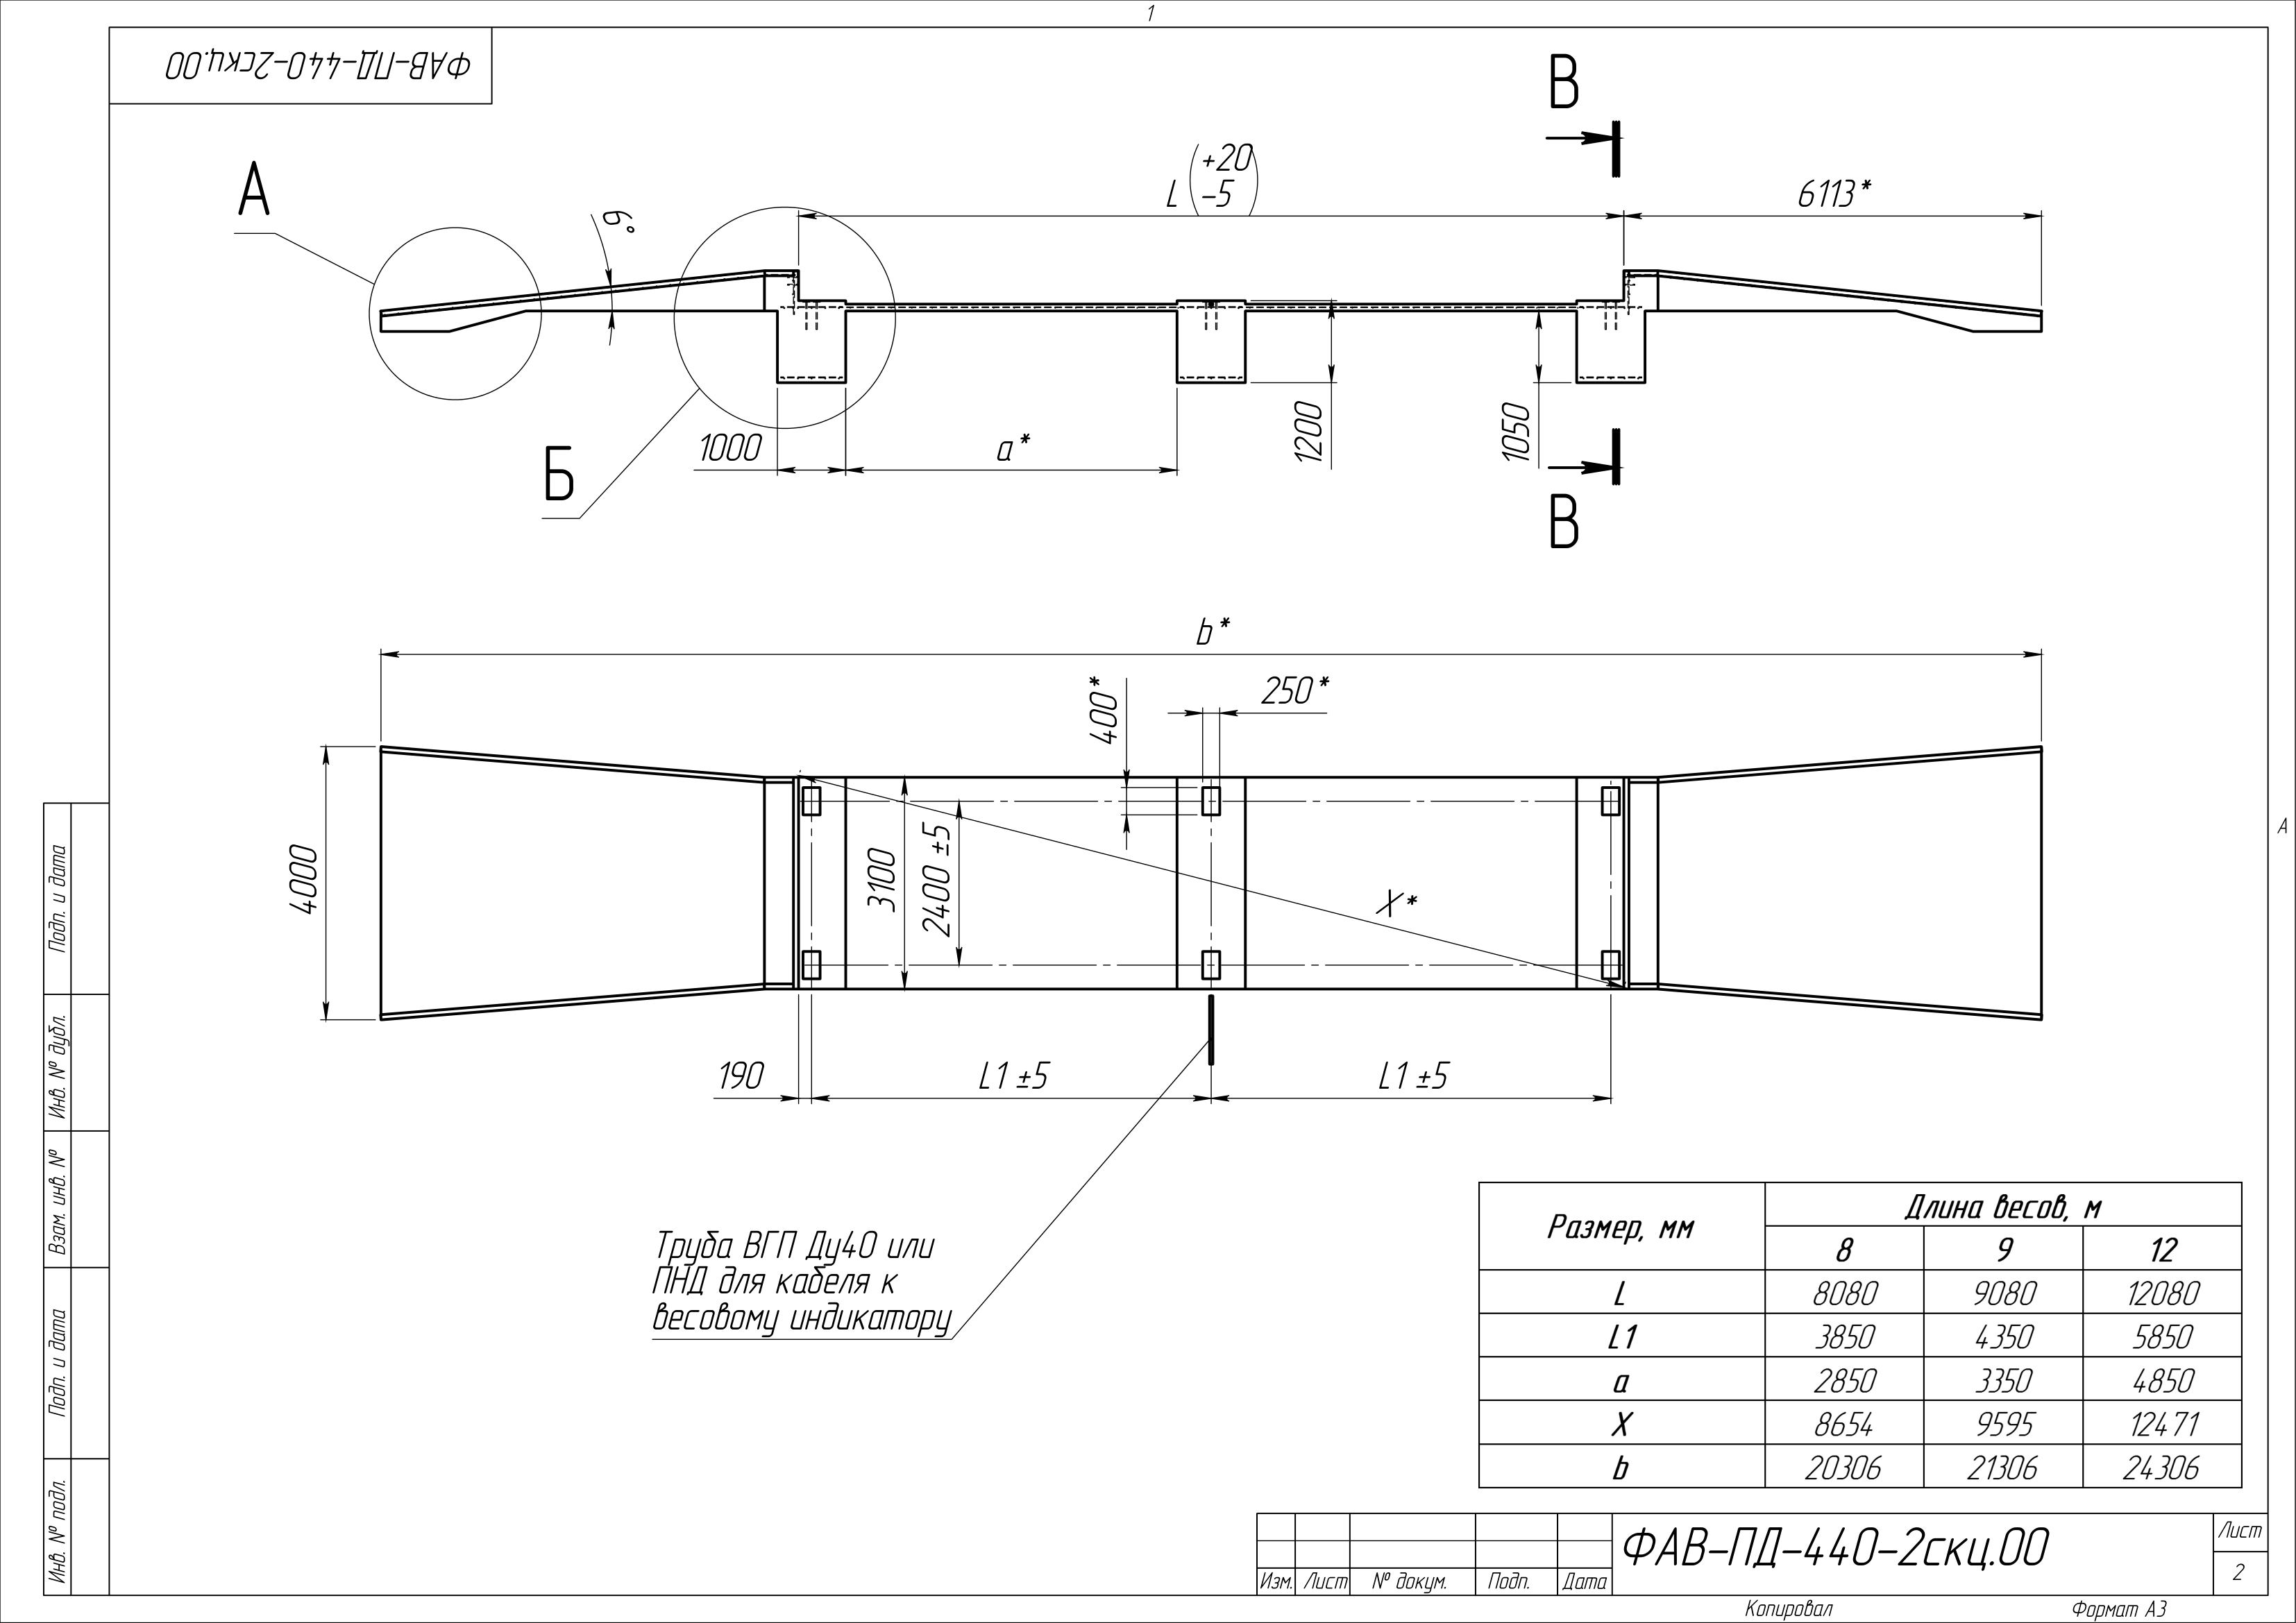 1
ФАВ-ПД-440-2скц.00
А
6°
L (+20 -5)
В
6113*
Б
1000
a*
1200
1050
В
b*
400*
250*
4000
3100
2400 ±5
X*
А
190
L1 ±5
L1 ±5
Труба ВГП Ду40 или
ПНД для кабеля к
весовому индикатору
Размер, мм
Длина весов, м
8 9 12
L 8080 9080 12080
L1 3850 4350 5850
a 2850 3350 4850
X 8654 9595 12471
b 20306 21306 24306
Подп. и дата
Инв. № дубл.
Взам. инв. №
Подп. и дата
Инв. № подл.
Изм. Лист № докум. Подп. Дата
ФАВ-ПД-440-2скц.00
Лист
2
Копировал
Формат А3